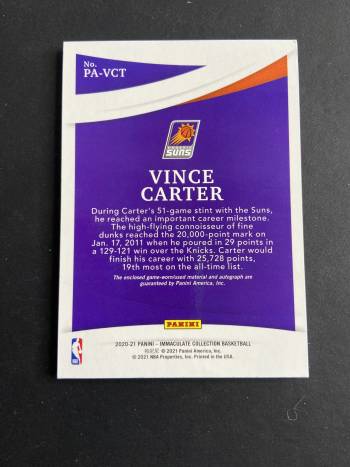 No.
PA-VCT
SUNS
VINCE
CARTER
During Carter's 51-game stint with the Suns,
he reached an important career milestone.
The high-flying connoisseur of fine
dunks reached the 20,000-point mark on
Jan. 17, 2011 when he poured in 29 points in
a 129-121 win over the Knicks. Carter would
finish his career with 25,728 points,
19th most on the all-time list.
The enclosed game-worn/used material and autograph are
guaranteed by Panini America, Inc.
PANINI
2020-21 PANINI – IMMACULATE COLLECTION BASKETBALL
© 2021 Panini America, Inc.
© 2021 NBA Properties, Inc. Printed in the USA.